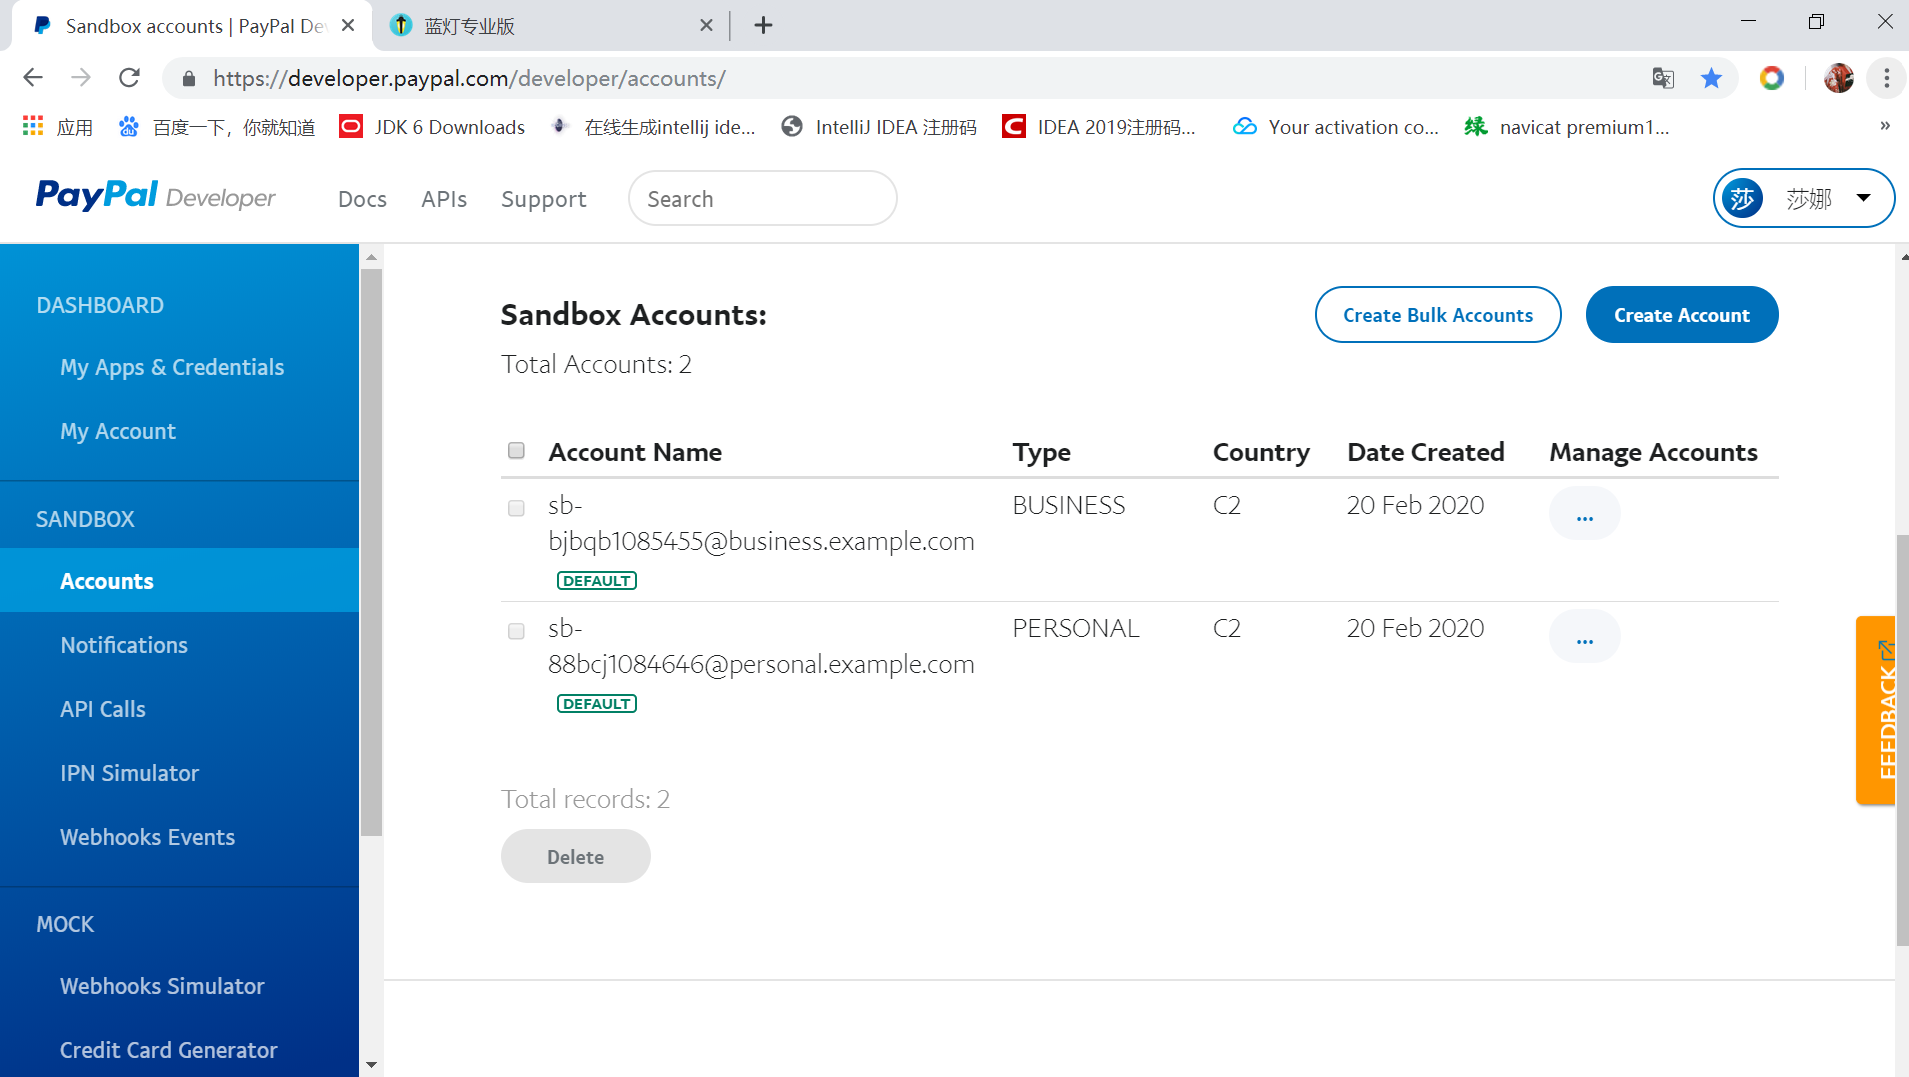 Sandbox accounts | PayPal De
蓝灯专业版
https://developer.paypal.com/developer/accounts/
应用
百度一下，你就知道
JDK 6 Downloads
在线生成intellij ide...
IntelliJ IDEA 注册码
IDEA 2019注册码...
Your activation co...
绿 navicat premium1...
»
PayPal Developer
Docs
APIs
Support
Search
莎 莎娜
DASHBOARD
My Apps & Credentials
My Account
SANDBOX
Accounts
Notifications
API Calls
IPN Simulator
Webhooks Events
MOCK
Webhooks Simulator
Credit Card Generator
Sandbox Accounts:
Create Bulk Accounts
Create Account
Total Accounts: 2
Account Name Type Country Date Created Manage Accounts
sb- BUSINESS C2 20 Feb 2020 ...
bjbqb1085455@business.example.com
DEFAULT
sb- PERSONAL C2 20 Feb 2020 ...
88bcj1084646@personal.example.com
DEFAULT
Total records: 2
Delete
FEEDBACK